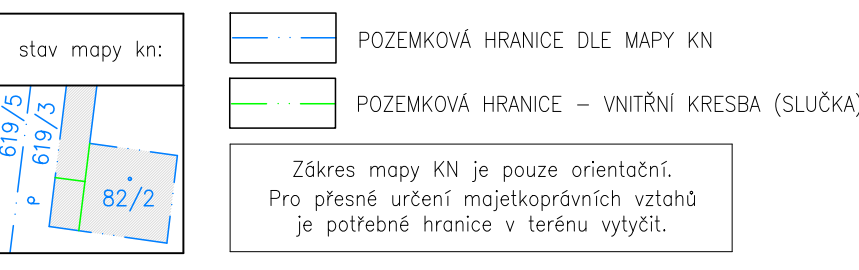 stav mapy kn:
619/5
619/3
82/2
POZEMKOVÁ HRANICE DLE MAPY KN
POZEMKOVÁ HRANICE – VNITŘNÍ KRESBA (SLUČKA)
Zákres mapy KN je pouze orientační.
Pro přesné určení majetkoprávních vztahů
je potřebné hranice v terénu vytyčit.